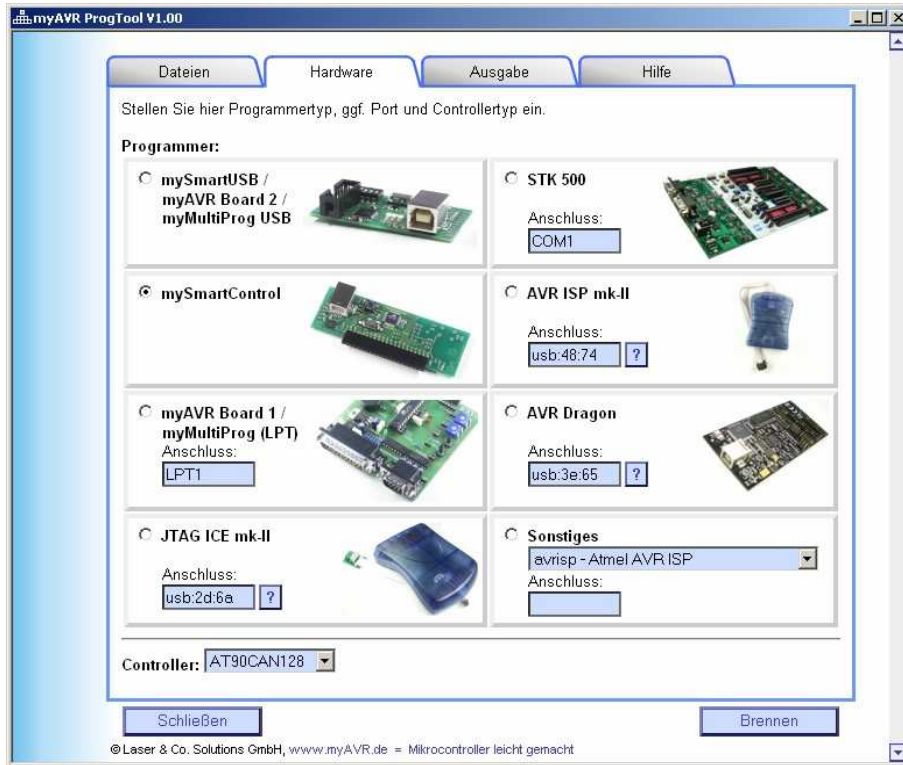 myAVR ProgTool V1.00
Dateien
Hardware
Ausgabe
Hilfe
Stellen Sie hier Programmertyp, ggf. Port und Controllertyp ein.
Programmer:
mySmartUSB /
myAVR Board 2 /
myMultiProg USB
STK 500
Anschluss:
COM1
mySmartControl
AVR ISP mk-II
Anschluss:
usb:48:74
?
myAVR Board 1 /
myMultiProg (LPT)
Anschluss:
LPT1
AVR Dragon
Anschluss:
usb:3e:65
?
JTAG ICE mk-II
Anschluss:
usb:2d:6a
?
Sonstiges
avrisp - Atmel AVR ISP
Anschluss:
Controller: AT90CAN128
Schließen
Brennen
© Laser & Co. Solutions GmbH, www.myAVR.de = Mikrocontroller leicht gemacht